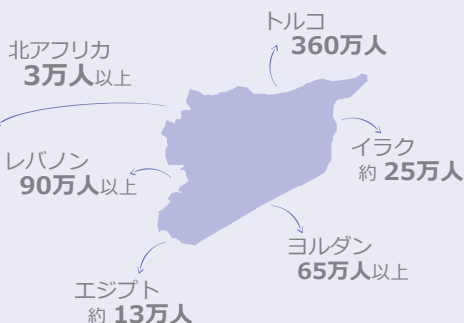 トルコ
360万人
北アフリカ
3万人以上
イラク
約 25万人
レバノン
90万人以上
ヨルダン
65万人以上
エジプト
約 13万人